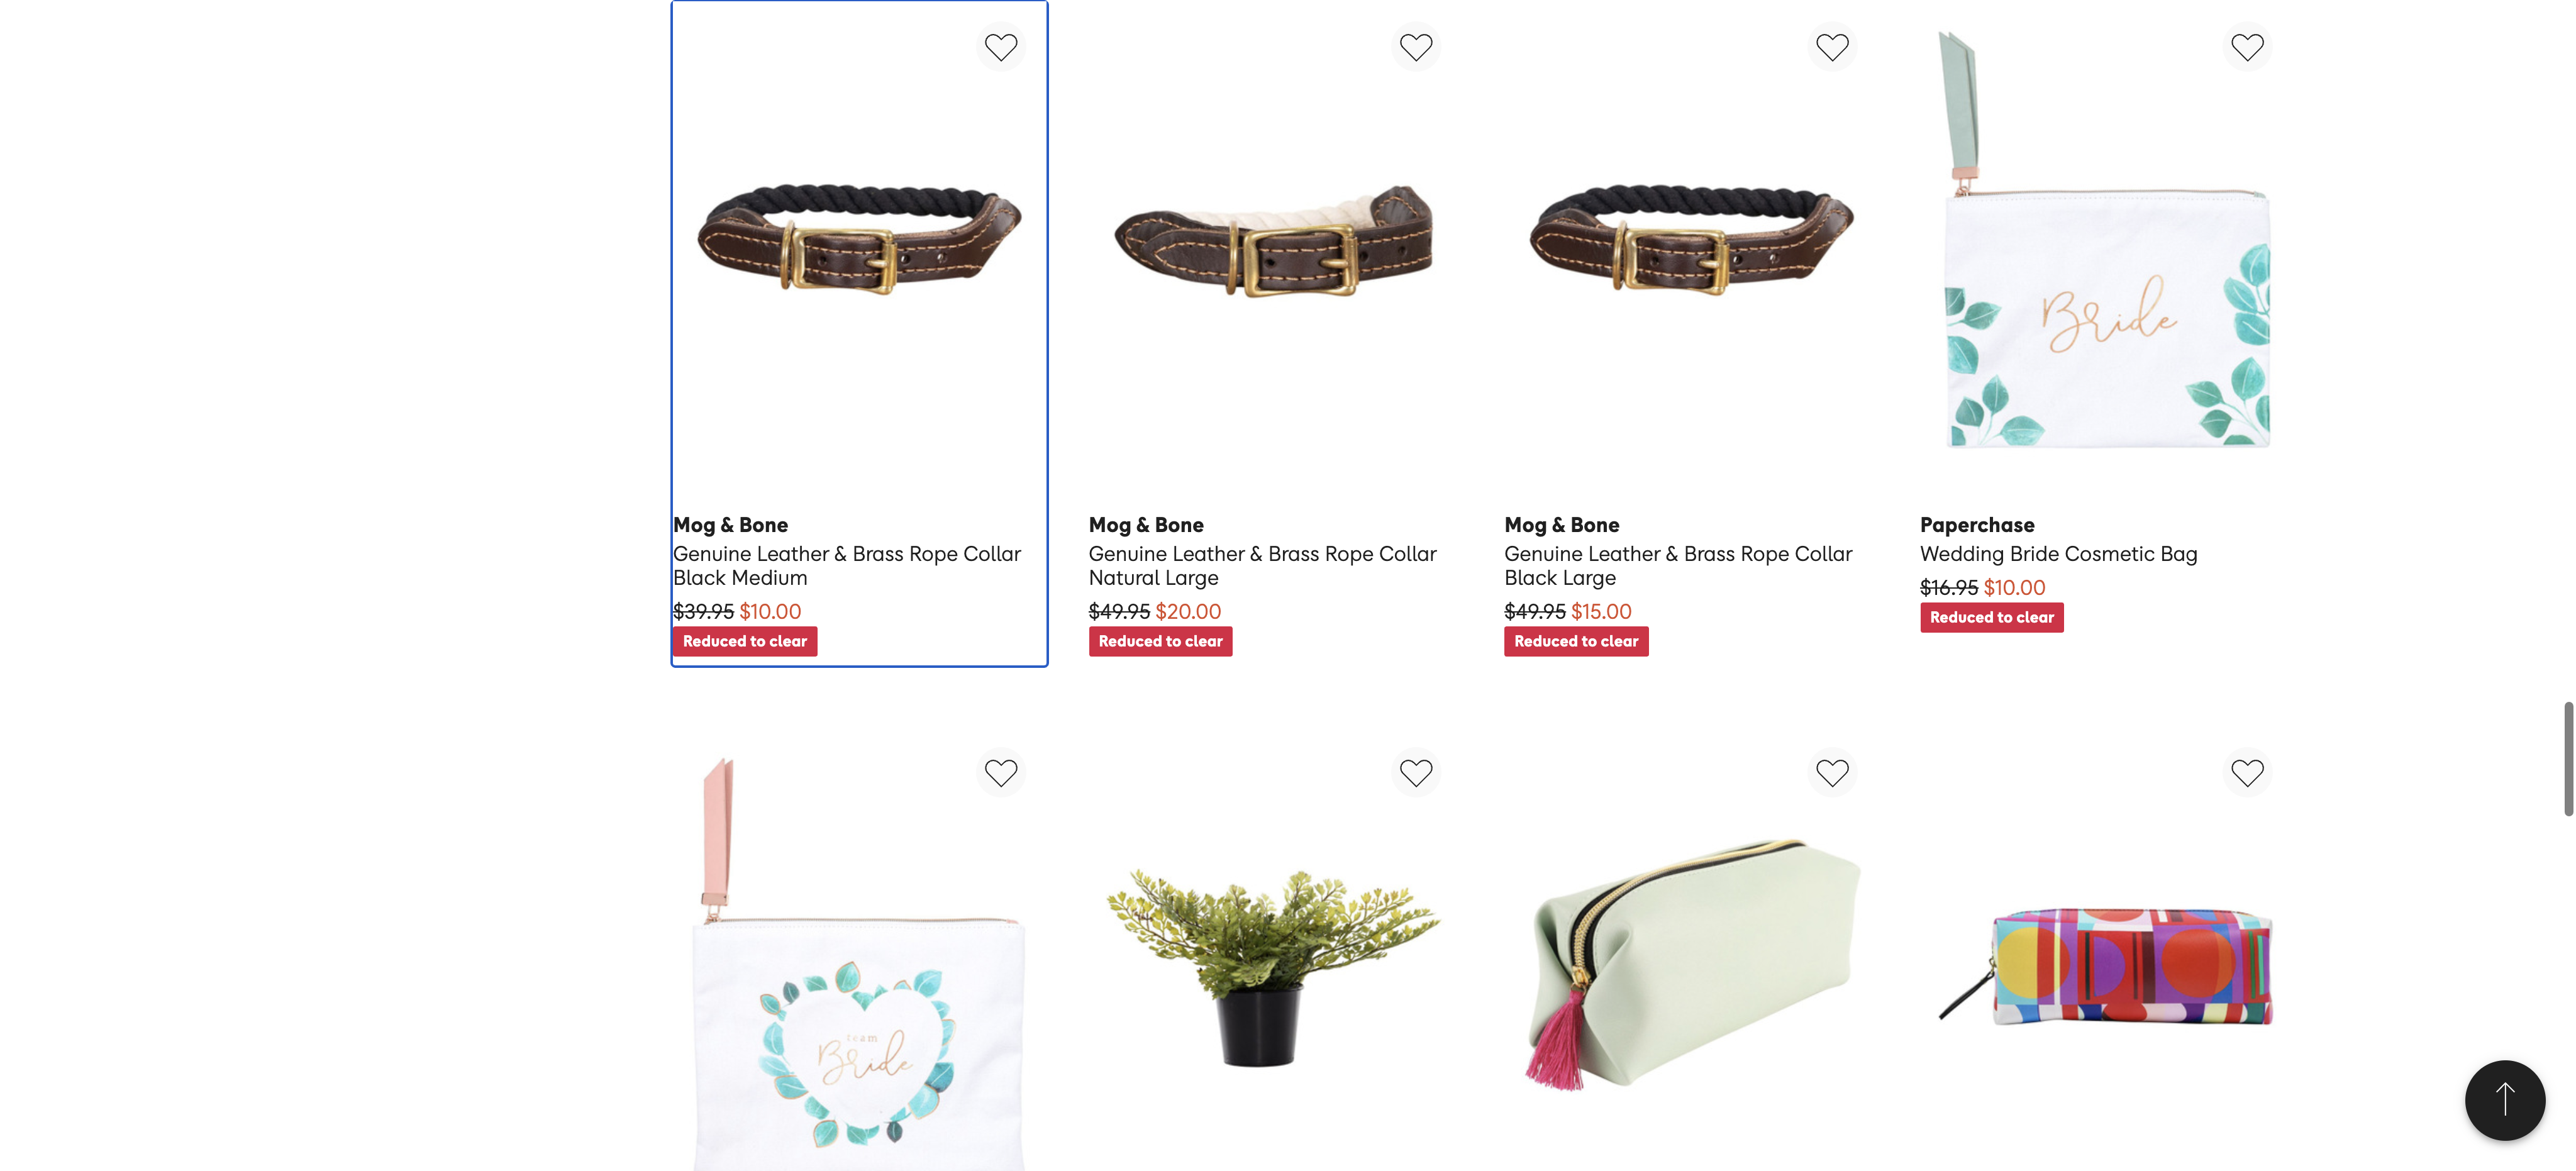 Bride
Mog & Bone
Genuine Leather & Brass Rope Collar
Black Medium
$39.95 $10.00
Reduced to clear
Mog & Bone
Genuine Leather & Brass Rope Collar
Natural Large
$49.95 $20.00
Reduced to clear
Mog & Bone
Genuine Leather & Brass Rope Collar
Black Large
$49.95 $15.00
Reduced to clear
Paperchase
Wedding Bride Cosmetic Bag
$16.95 $10.00
Reduced to clear
team
Bride